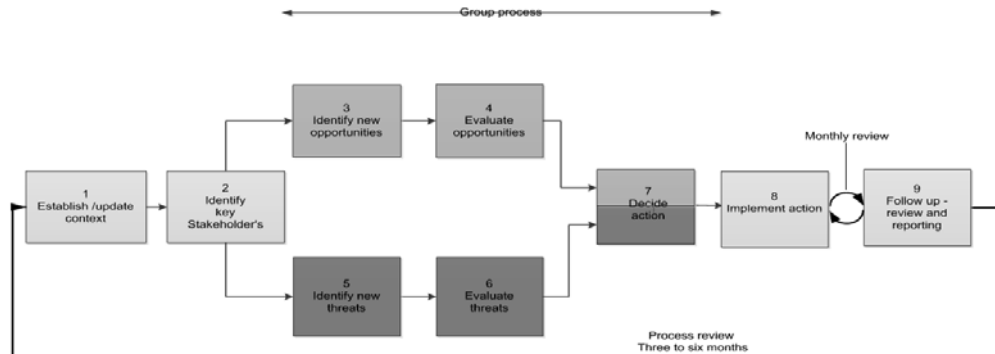 Group process
3
Identify new
opportunities
4
Evaluate
opportunities
Monthly review
1
Establish /update
context
2
Identify
key
Stakeholder's
7
Decide
action
8
Implement action
9
Follow up -
review and
reporting
5
Identify new
threats
6
Evaluate
threats
Process review
Three to six months